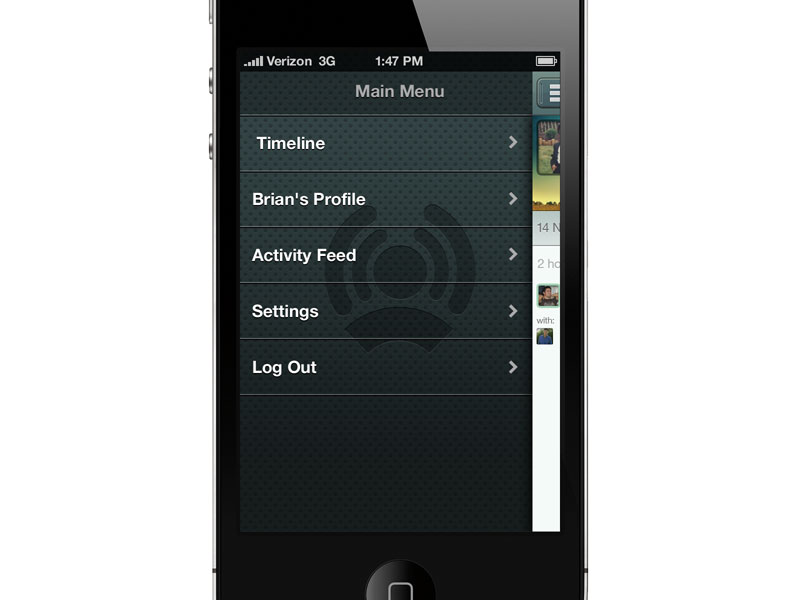 Verizon 3G 1:47 PM
Main Menu
Timeline
Brian's Profile
14 N
Activity Feed
2 ho
Settings
with:
Log Out